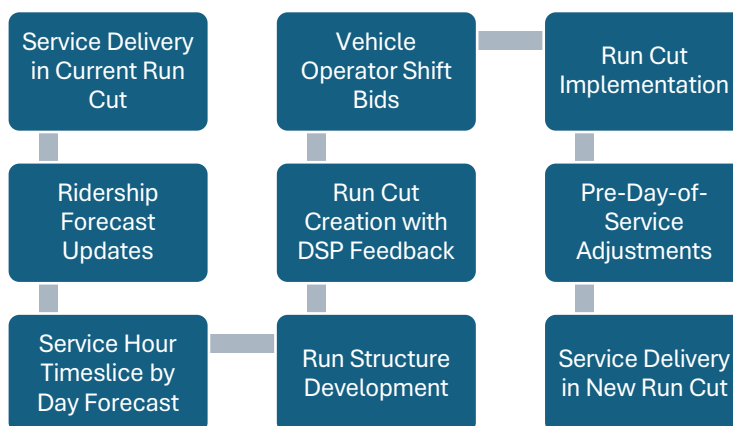 Service Delivery
in Current Run
Cut
Ridership
Forecast
Updates
Service Hour
Timeslice by
Day Forecast
Run Structure
Development
Run Cut
Creation with
DSP Feedback
Vehicle
Operator Shift
Bids
Run Cut
Implementation
Pre-Day-of-
Service
Adjustments
Service Delivery
in New Run Cut